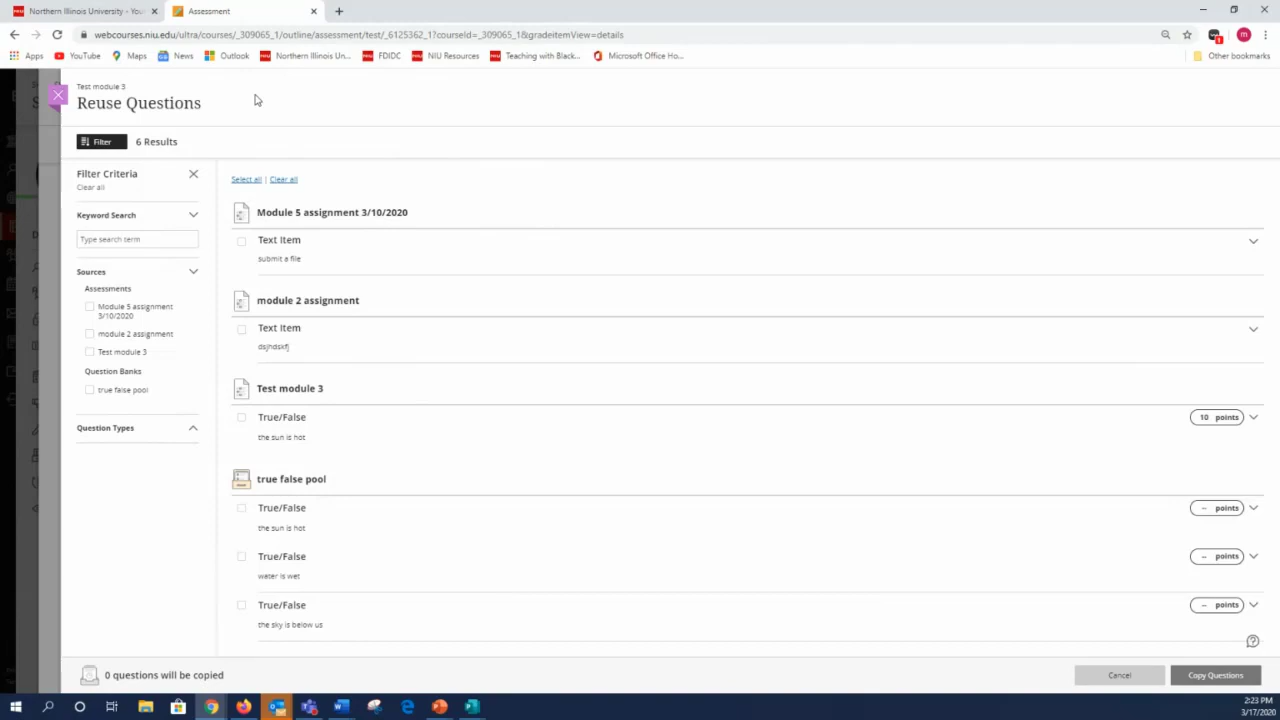 Northern Illinois University - You
Assessment
webcourses.niu.edu/ultra/courses/_309065_1/outline/assessment/test/_6125362_1?courseId=_309065_1&gradeitemView=details
m
1
Apps
YouTube
Maps
News
Outlook
Northern Illinois Un...
FDIDC
NIU Resources
Teaching with Black...
Microsoft Office Ho...
Other bookmarks
Test module 3
Reuse Questions
Filter
6 Results
Filter Criteria
Clear all
Keyword Search
Type search term
Sources
Assessments
Module 5 assignment
3/10/2020
module 2 assignment
Test module 3
Question Banks
true false pool
Question Types
Select all | Clear all
Module 5 assignment 3/10/2020
Text Item
submit a file
module 2 assignment
Text Item
dsjhdskfj
Test module 3
True/False
10 points
the sun is hot
true false pool
True/False
-- points
the sun is hot
True/False
-- points
water is wet
True/False
-- points
the sky is below us
0 questions will be copied
Cancel
Copy Questions
2:23 PM
3/17/2020